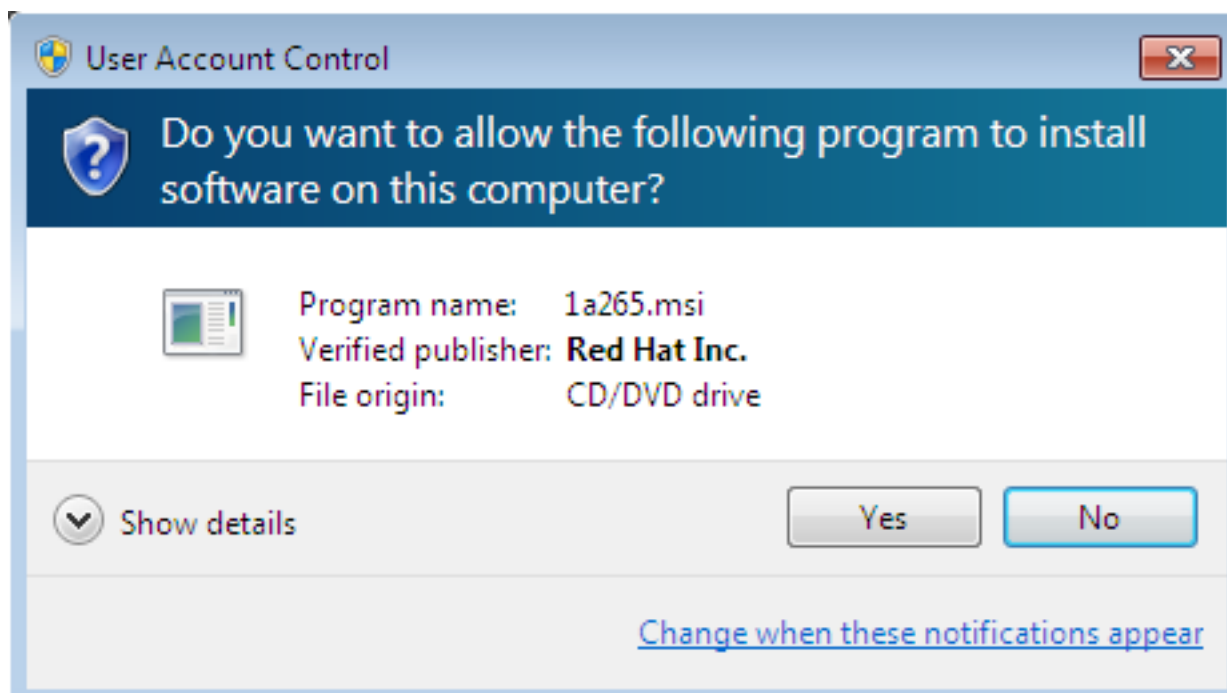 User Account Control
Do you want to allow the following program to install
software on this computer?
Program name: 1a265.msi
Verified publisher: Red Hat Inc.
File origin: CD/DVD drive
Show details
Yes
No
Change when these notifications appear